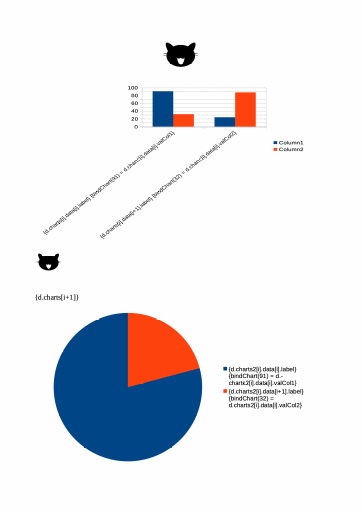 100
80
60
40
20
0
Column1
Column2
{d.charts[i].data[i].label} {bindChart(91) = d.charts[i].data[i].valCol1}
{d.charts[i].data[i+1].label} {bindChart(32) = d.charts[i].data[i].valCol2}
{d.charts[i+1]}
{d.charts2[i].data[i].label}
{bindChart(91) = d.-
charts2[i].data[i].valCol1}
{d.charts2[i].data[i+1].label}
{bindChart(32) =
d.charts2[i].data[i].valCol2}